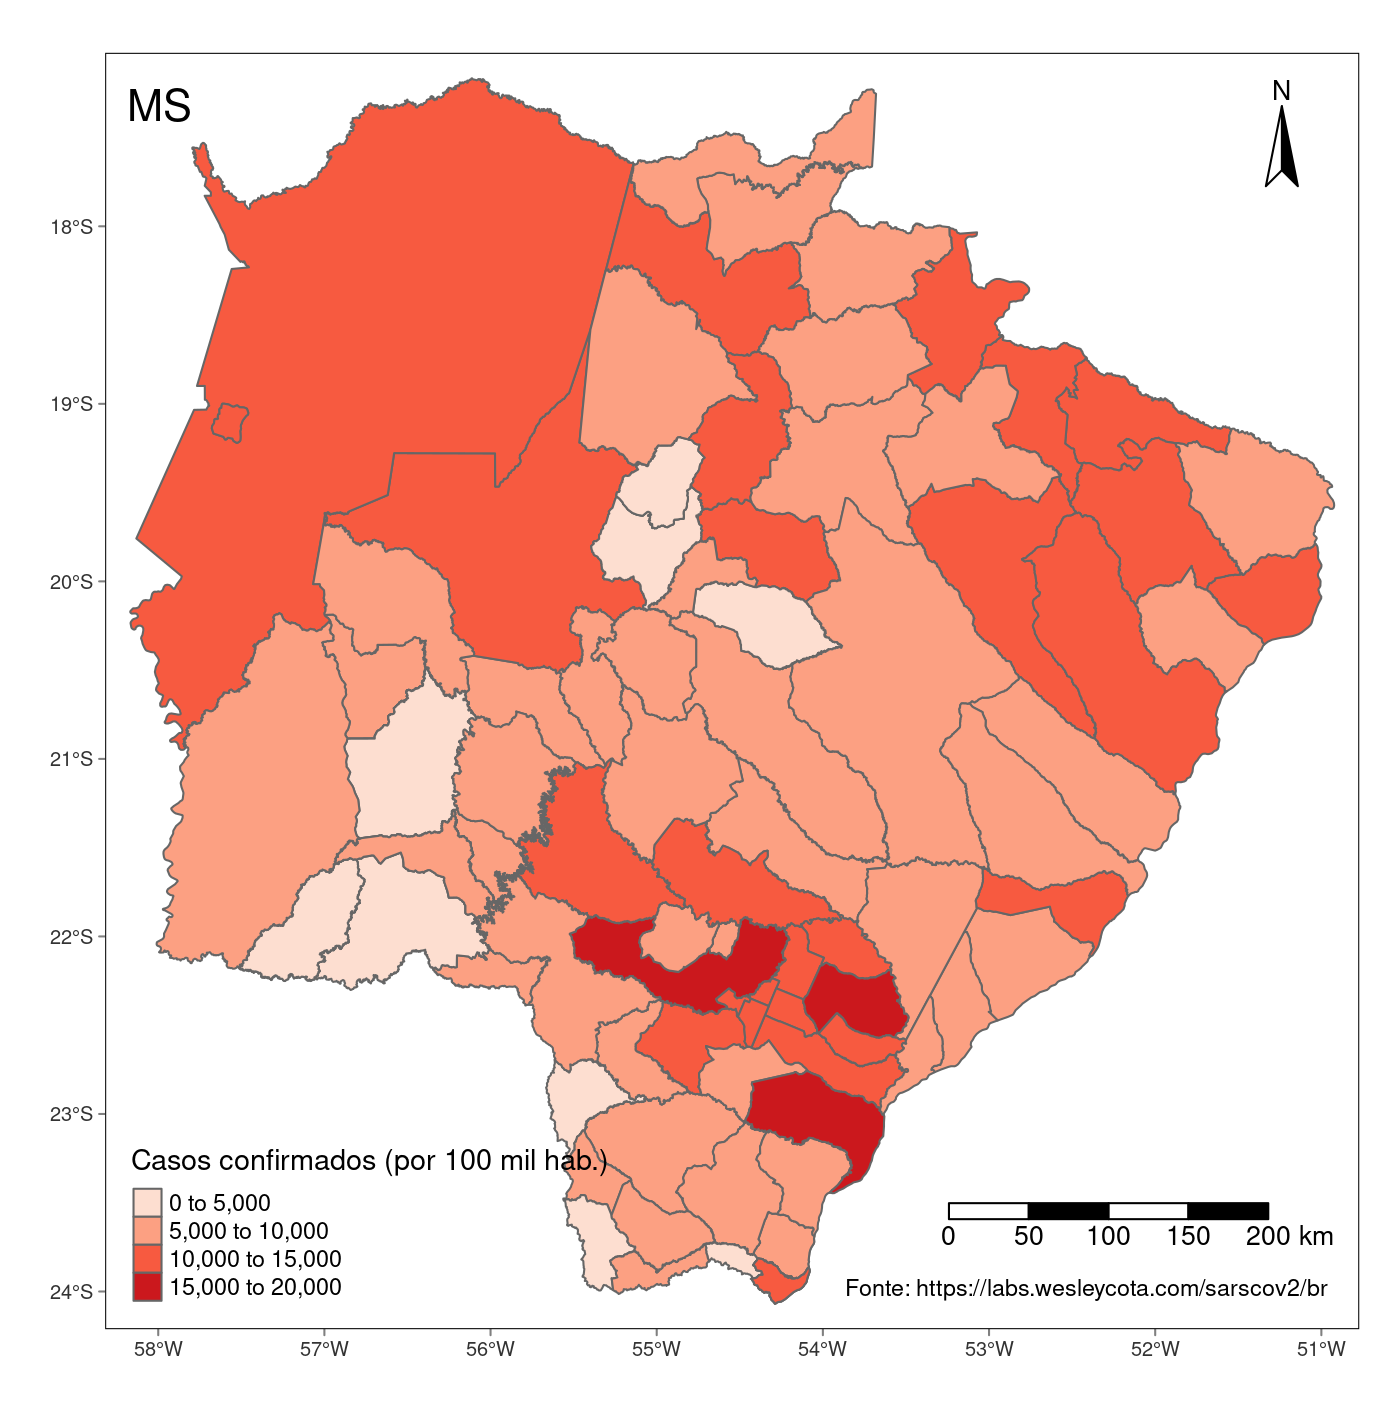 MS
N
18°S
19°S
20°S
21°S
22°S
23°S
24°S
Casos confirmados (por 100 mil hab.)
0 to 5,000
5,000 to 10,000
10,000 to 15,000
15,000 to 20,000
0 50 100 150 200 km
Fonte: https://labs.wesleycota.com/sarscov2/br
58°W 57°W 56°W 55°W 54°W 53°W 52°W 51°W